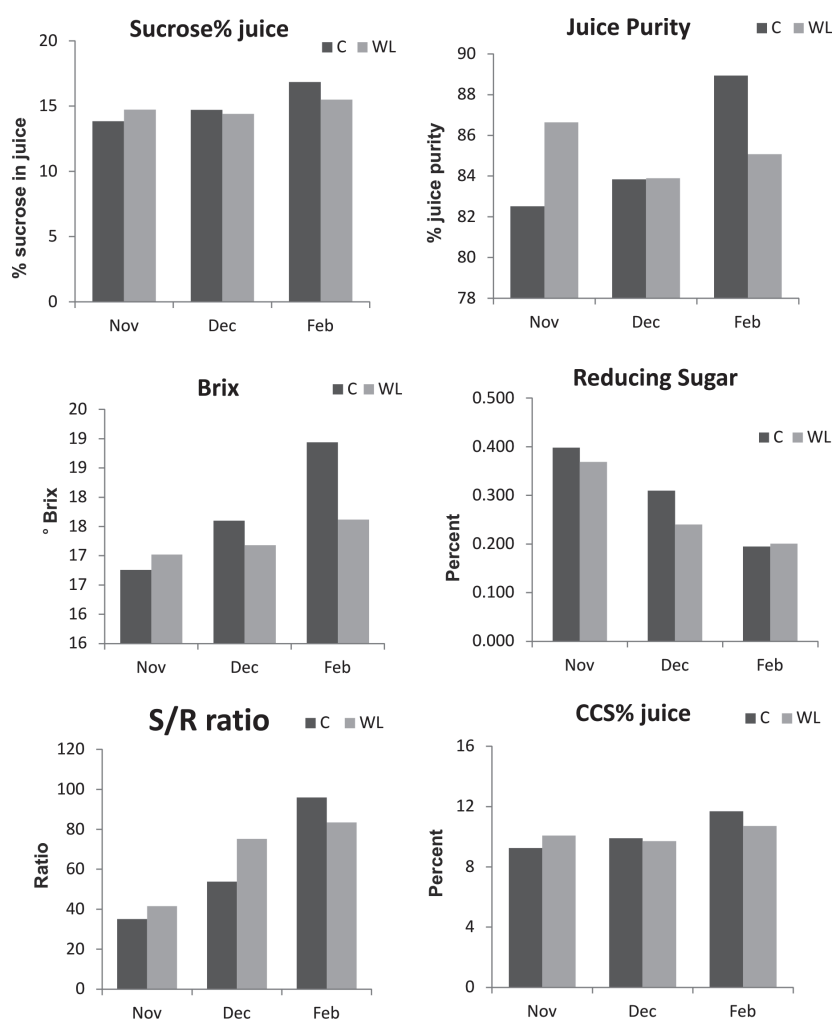 Sucrose% juice
C WL
% sucrose in juice
20
15
10
5
0
Nov Dec Feb
Juice Purity
C WL
% juice purity
90
88
86
84
82
80
78
Nov Dec Feb
Brix
C WL
° Brix
20
19
19
18
18
17
17
16
16
Nov Dec Feb
Reducing Sugar
C WL
Percent
0.500
0.400
0.300
0.200
0.100
0.000
Nov Dec Feb
S/R ratio
C WL
Ratio
120
100
80
60
40
20
0
Nov Dec Feb
CCS% juice
C WL
Percent
16
12
8
4
0
Nov Dec Feb